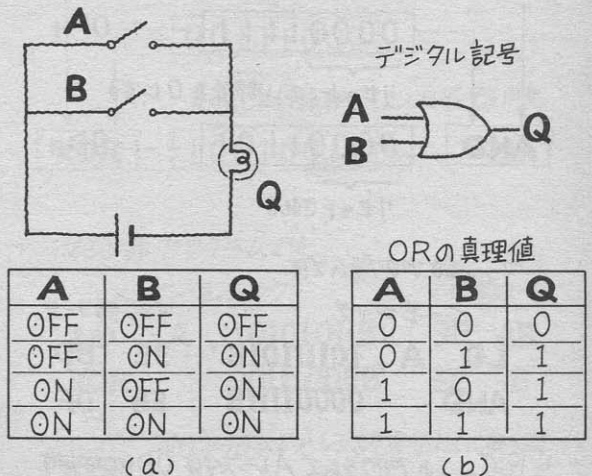 A
B
Q
デジタル記号
A
B
Q
A B Q
OFF OFF OFF
OFF ON ON
ON OFF ON
ON ON ON
(a)
ORの真理値
A B Q
0 0 0
0 1 1
1 0 1
1 1 1
(b)